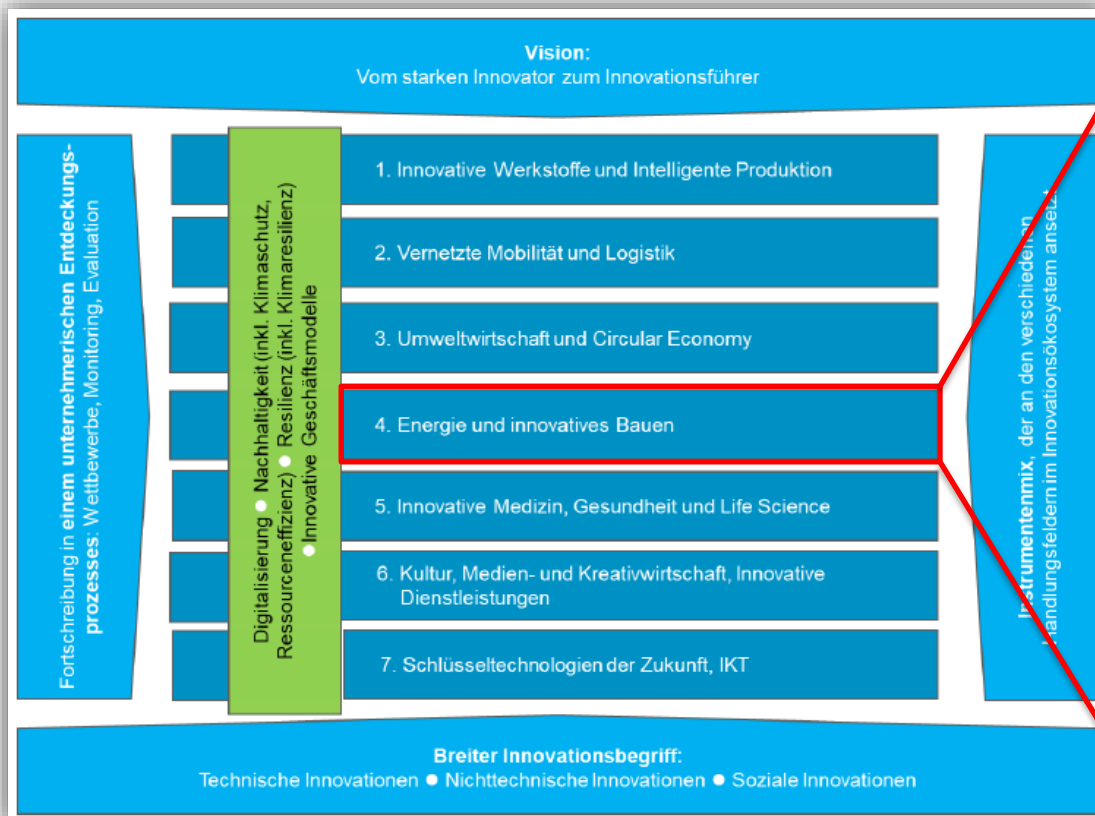 Vision:
Vom starken Innovator zum Innovationsführer
Fortschreibung in einem unternehmerischen Entdeckungs-
prozesses: Wettbewerbe, Monitoring, Evaluation
Digitalisierung ● Nachhaltigkeit (inkl. Klimaschutz,
Ressourceneffizienz) ● Resilienz (inkl. Klimaresilienz)
● Innovative Geschäftsmodelle
1. Innovative Werkstoffe und Intelligente Produktion
2. Vernetzte Mobilität und Logistik
3. Umweltwirtschaft und Circular Economy
4. Energie und innovatives Bauen
5. Innovative Medizin, Gesundheit und Life Science
6. Kultur, Medien- und Kreativwirtschaft, Innovative
Dienstleistungen
7. Schlüsseltechnologien der Zukunft, IKT
Instrumentenmix, der an den verschiedenen
Handlungsfeldern im Innovationsökosystem ansetzt
Breiter Innovationsbegriff:
Technische Innovationen ● Nichttechnische Innovationen ● Soziale Innovationen